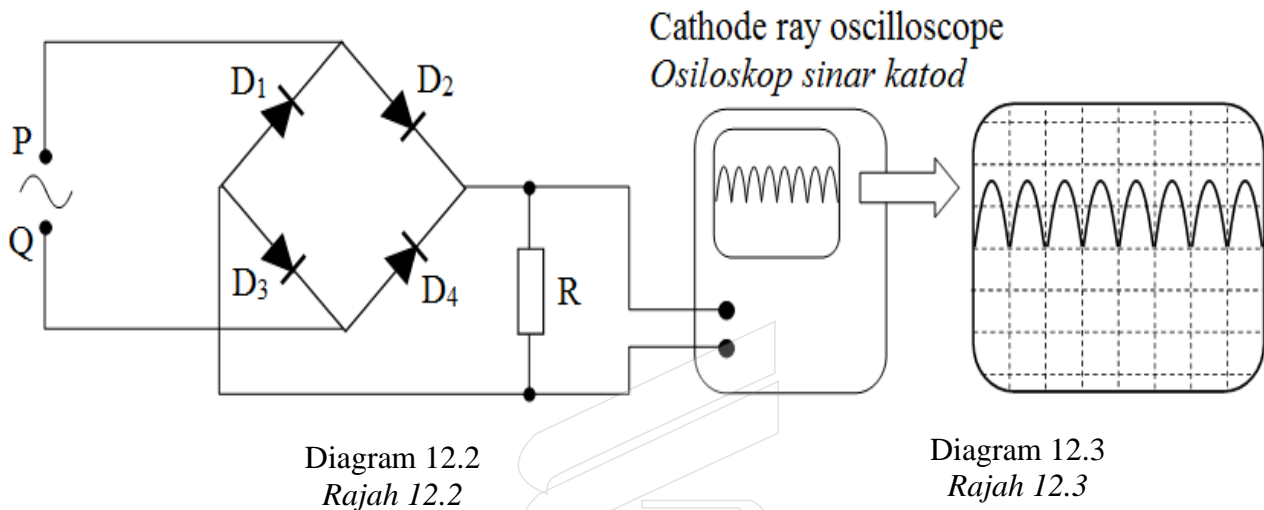 Cathode ray oscilloscope
Osiloskop sinar katod
D₁
D₂
P
Q
D₃
D₄
R
Diagram 12.2
Rajah 12.2
Diagram 12.3
Rajah 12.3